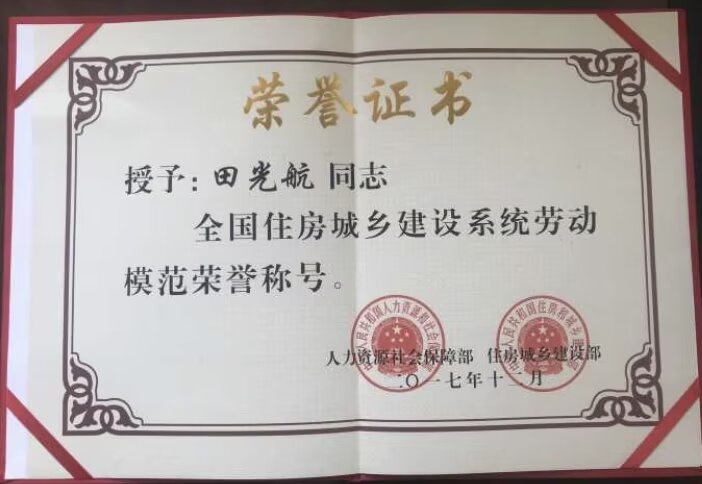 荣誉证书
授予：田光航 同志
全国住房城乡建设系统劳动
模范荣誉称号。
人力资源社会保障部 住房城乡建设部
二〇一七年十二月